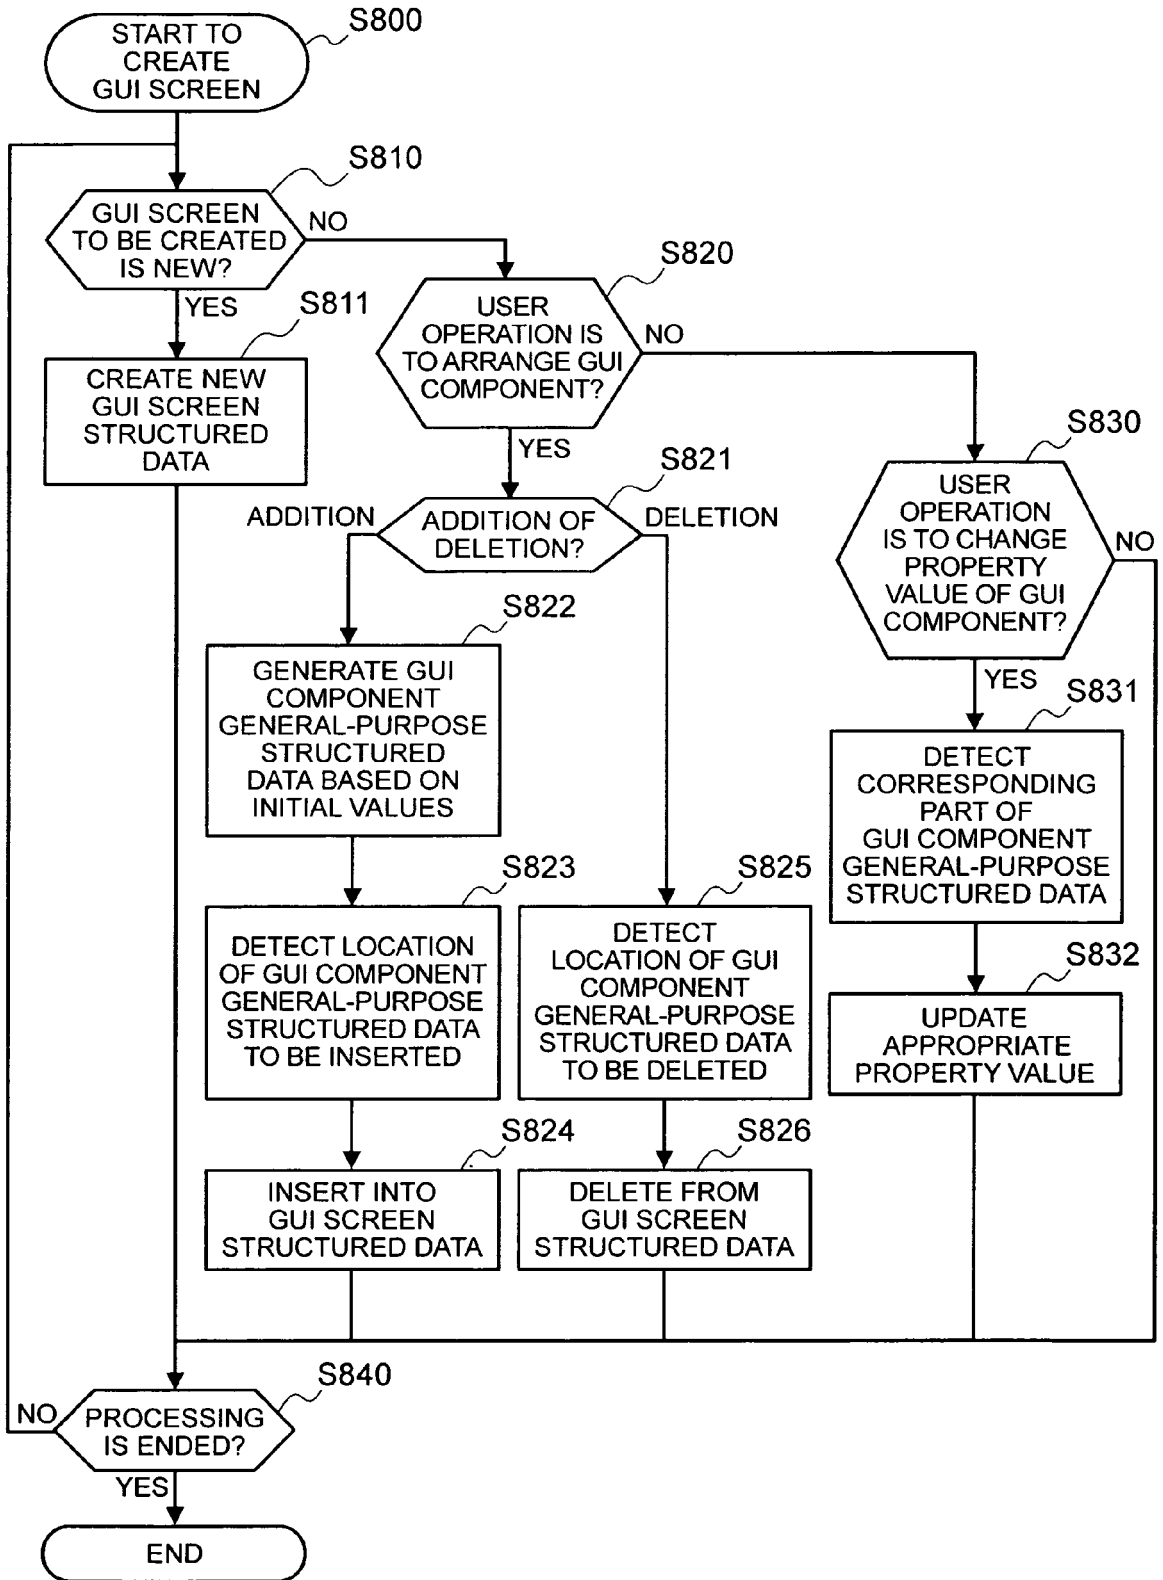 START TO
CREATE
GUI SCREEN
S800
S810
GUI SCREEN
TO BE CREATED
IS NEW?
NO
YES
S811
CREATE NEW
GUI SCREEN
STRUCTURED
DATA
S820
USER
OPERATION IS
TO ARRANGE GUI
COMPONENT?
NO
YES
S821
ADDITION
ADDITION OF
DELETION?
DELETION
S830
USER
OPERATION
IS TO CHANGE
PROPERTY
VALUE OF GUI
COMPONENT?
NO
YES
S822
GENERATE GUI
COMPONENT
GENERAL-PURPOSE
STRUCTURED
DATA BASED ON
INITIAL VALUES
S831
DETECT
CORRESPONDING
PART OF
GUI COMPONENT
GENERAL-PURPOSE
STRUCTURED DATA
S823
DETECT LOCATION
OF GUI COMPONENT
GENERAL-PURPOSE
STRUCTURED DATA
TO BE INSERTED
S825
DETECT
LOCATION OF GUI
COMPONENT
GENERAL-PURPOSE
STRUCTURED DATA
TO BE DELETED
S832
UPDATE
APPROPRIATE
PROPERTY VALUE
S824
INSERT INTO
GUI SCREEN
STRUCTURED DATA
S826
DELETE FROM
GUI SCREEN
STRUCTURED DATA
S840
NO
PROCESSING
IS ENDED?
YES
END